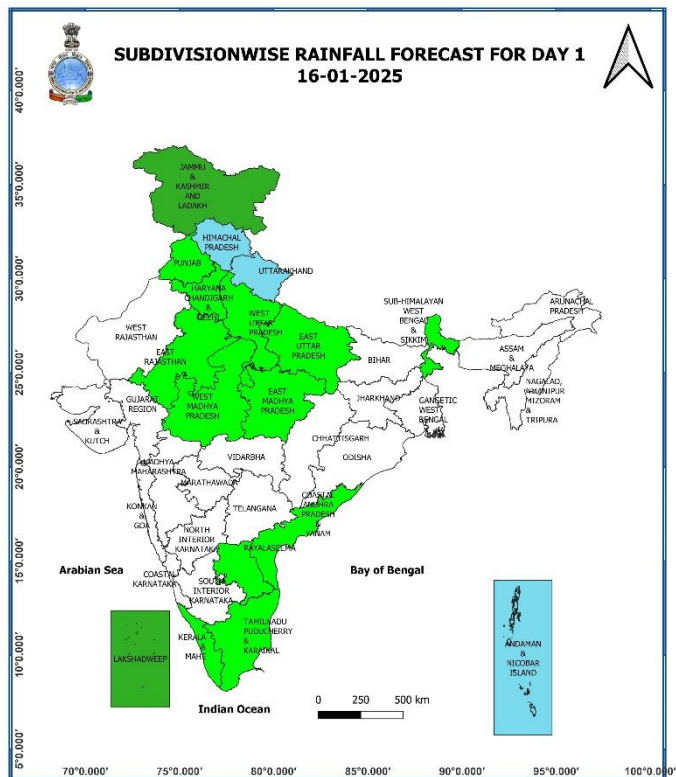 SUBDIVISIONWISE RAINFALL FORECAST FOR DAY 1
16-01-2025
JAMMU
&
KASHMIR
AND
LADAKH
HIMACHAL
PRADESH
PUNJAB
UTTARAKHAND
HARYANA
CHANDIGARH
&
DELHI
WEST
UTTAR
PRADESH
EAST
UTTAR
PRADESH
WEST
RAJASTHAN
EAST
RAJASTHAN
SUB-HIMALAYAN
WEST
BENGAL
&
SIKKIM
ARUNACHAL
PRADESH
ASSAM
&
MEGHALAYA
NAGALAD,
MANIPUR
MIZORAM
&
TRIPURA
BIHAR
JHARKHAND
GANGETIC
WEST
BENGAL
GUJARAT
REGION
SAURASHTRA
&
KUTCH
WEST
MADHYA
PRADESH
EAST
MADHYA
PRADESH
CHHATTISGARH
ODISHA
VIDARBHA
MADHYA
MAHARASHTRA
MARATHAWADA
KONKAN
&
GOA
TELANGANA
COASTAL
ANDHRA
PRADESH
&
YANAM
NORTH
INTERIOR
KARNATAKA
RAYALASEEMA
COASTAL
KARNATAKA
SOUTH
INTERIOR
KARNATAKA
TAMILNADU
PUDUCHERRY
&
KARAIKAL
KERALA
&
MAHE
LAKSHADWEEP
ANDAMAN
&
NICOBAR
ISLAND
Arabian Sea
Bay of Bengal
Indian Ocean
0 250 500 km
40°0.000'
35°0.000'
30°0.000'
25°0.000'
20°0.000'
15°0.000'
10°0.000'
5°0.000'
70°0.000' 75°0.000' 80°0.000' 85°0.000' 90°0.000' 95°0.000' 100°0.000'